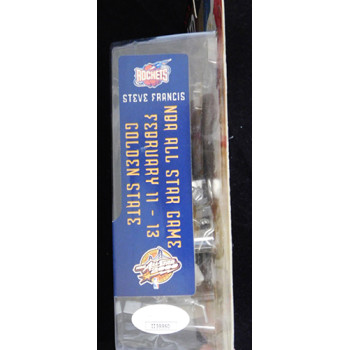 ROCKETS
STEVE FRANCIS
NBA ALL STAR GAME
FEBRUARY 11 - 13
GOLDEN STATE